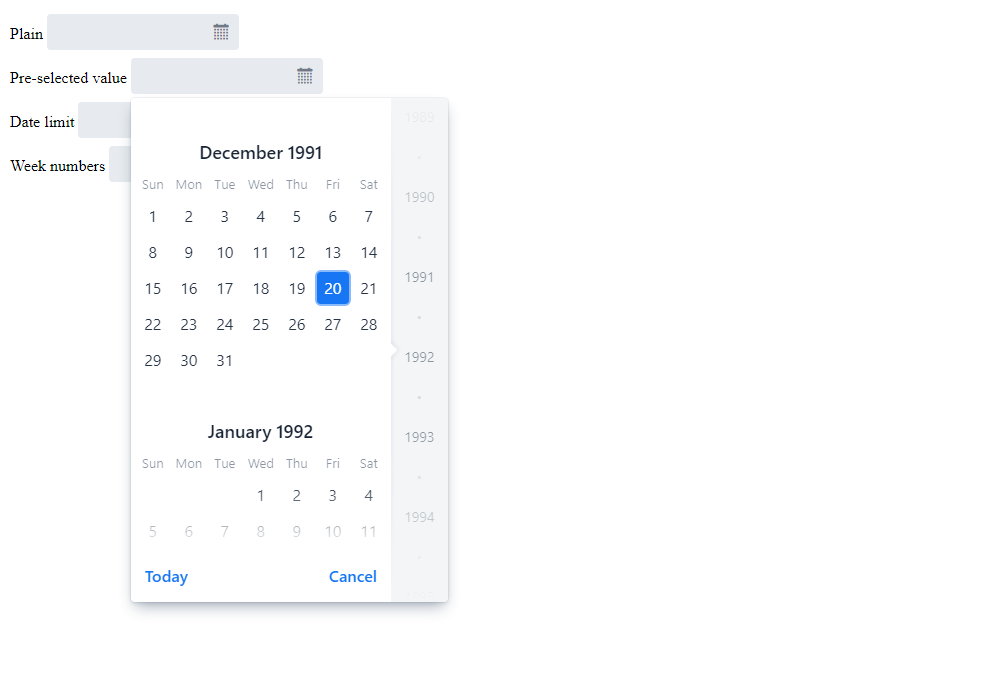 Plain
Pre-selected value
Date limit
Week numbers
December 1991
Sun Mon Tue Wed Thu Fri Sat
1 2 3 4 5 6 7
8 9 10 11 12 13 14
15 16 17 18 19 20 21
22 23 24 25 26 27 28
29 30 31
January 1992
Sun Mon Tue Wed Thu Fri Sat
1 2 3 4
5 6 7 8 9 10 11
Today Cancel
1989
1990
1991
1992
1993
1994